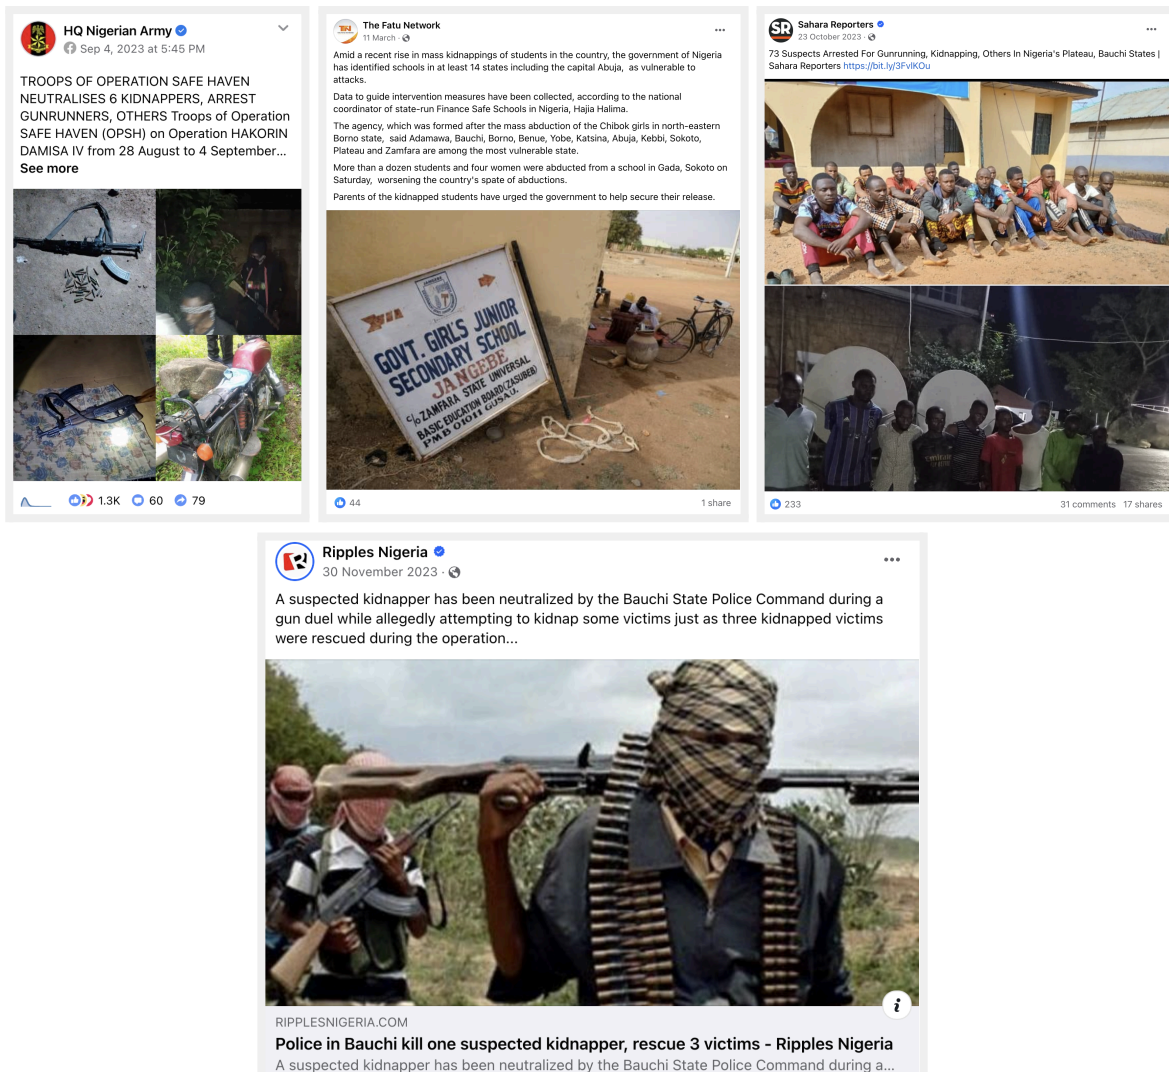 HQ Nigerian Army
Sep 4, 2023 at 5:45 PM
TROOPS OF OPERATION SAFE HAVEN
NEUTRALISES 6 KIDNAPPERS, ARREST
GUNRUNNERS, OTHERS Troops of Operation
SAFE HAVEN (OPSH) on Operation HAKORIN
DAMISA IV from 28 August to 4 September...
See more
1.3K 60 79
The Fatu Network
11 March ·
Amid a recent rise in mass kidnappings of students in the country, the government of Nigeria
has identified schools in at least 14 states including the capital Abuja, as vulnerable to
attacks.
Data to guide intervention measures have been collected, according to the national
coordinator of state-run Finance Safe Schools in Nigeria, Hajia Halima.
The agency, which was formed after the mass abduction of the Chibok girls in north-eastern
Borno state, said Adamawa, Bauchi, Borno, Benue, Yobe, Katsina, Abuja, Kebbi, Sokoto,
Plateau and Zamfara are among the most vulnerable state.
More than a dozen students and four women were abducted from a school in Gada, Sokoto on
Saturday, worsening the country's spate of abductions.
Parents of the kidnapped students have urged the government to help secure their release.
GOVT. GIRLS JUNIOR
SECONDARY SCHOOL
JANGEBE
C/o ZAMFARA STATE UNIVERSAL
BASIC EDUCATION BOARD (ZASUBEB)
PMB 01011 GUSAU.
44
1 share
SR
Sahara Reporters
23 October 2023 ·
73 Suspects Arrested For Gunrunning, Kidnapping, Others In Nigeria's Plateau, Bauchi States |
Sahara Reporters https://bit.ly/3FvlKOu
233
31 comments 17 shares
Ripples Nigeria
30 November 2023 ·
A suspected kidnapper has been neutralized by the Bauchi State Police Command during a
gun duel while allegedly attempting to kidnap some victims just as three kidnapped victims
were rescued during the operation...
RIPPLESNIGERIA.COM
Police in Bauchi kill one suspected kidnapper, rescue 3 victims - Ripples Nigeria
A suspected kidnapper has been neutralized by the Bauchi State Police Command during a...